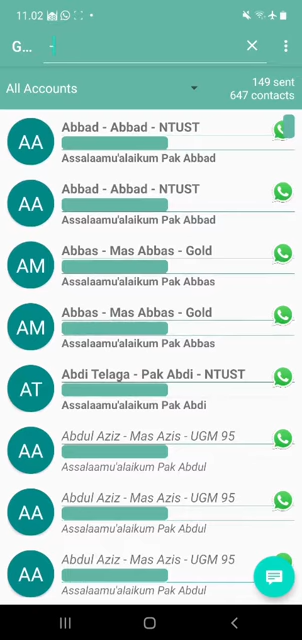 11.02
G... -
All Accounts
149 sent
647 contacts
AA
Abbad - Abbad - NTUST
Assalaamu'alaikum Pak Abbad
AA
Abbad - Abbad - NTUST
Assalaamu'alaikum Pak Abbad
AM
Abbas - Mas Abbas - Gold
Assalaamu'alaikum Pak Abbas
AM
Abbas - Mas Abbas - Gold
Assalaamu'alaikum Pak Abbas
AT
Abdi Telaga - Pak Abdi - NTUST
Assalaamu'alaikum Pak Abdi
AA
Abdul Aziz - Mas Azis - UGM 95
Assalaamu'alaikum Pak Abdul
AA
Abdul Aziz - Mas Azis - UGM 95
Assalaamu'alaikum Pak Abdul
AA
Abdul Aziz - Mas Azis - UGM 95
Assalaamu'alaikum Pak Abdul